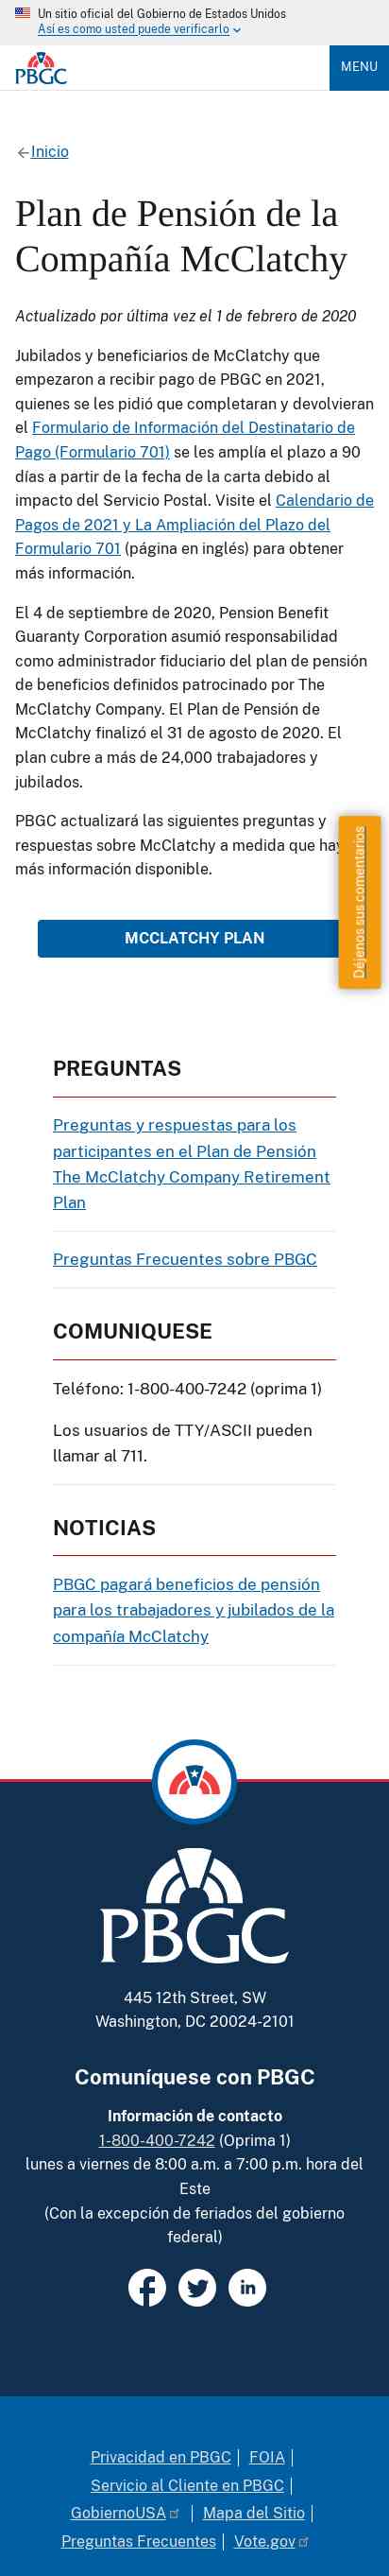 Un sitio oficial del Gobierno de Estados Unidos
Así es como usted puede verificarlo
PBGC
MENU
Inicio
Plan de Pensión de la
Compañía McClatchy
Actualizado por última vez el 1 de febrero de 2020
Jubilados y beneficiarios de McClatchy que
empezaron a recibir pago de PBGC en 2021,
quienes se les pidió que completaran y devolvieran
el Formulario de Información del Destinatario de
Pago (Formulario 701) se les amplía el plazo a 90
días a partir de la fecha de la carta debido al
impacto del Servicio Postal. Visite el Calendario de
Pagos de 2021 y La Ampliación del Plazo del
Formulario 701 (página en inglés) para obtener
más información.
El 4 de septiembre de 2020, Pension Benefit
Guaranty Corporation asumió responsabilidad
como administrador fiduciario del plan de pensión
de beneficios definidos patrocinado por The
McClatchy Company. El Plan de Pensión de
McClatchy finalizó el 31 de agosto de 2020. El
plan cubre a más de 24,000 trabajadores y
jubilados.
PBGC actualizará las siguientes preguntas y
respuestas sobre McClatchy a medida que hay
más información disponible.
Déjenos sus comentarios
MCCLATCHY PLAN
PREGUNTAS
Preguntas y respuestas para los
participantes en el Plan de Pensión
The McClatchy Company Retirement
Plan
Preguntas Frecuentes sobre PBGC
COMUNIQUESE
Teléfono: 1-800-400-7242 (oprima 1)
Los usuarios de TTY/ASCII pueden
llamar al 711.
NOTICIAS
PBGC pagará beneficios de pensión
para los trabajadores y jubilados de la
compañía McClatchy
PBGC
445 12th Street, SW
Washington, DC 20024-2101
Comuníquese con PBGC
Información de contacto
1-800-400-7242 (Oprima 1)
lunes a viernes de 8:00 a.m. a 7:00 p.m. hora del
Este
(Con la excepción de feriados del gobierno
federal)
Privacidad en PBGC | FOIA |
Servicio al Cliente en PBGC |
GobiernoUSA | Mapa del Sitio |
Preguntas Frecuentes | Vote.gov